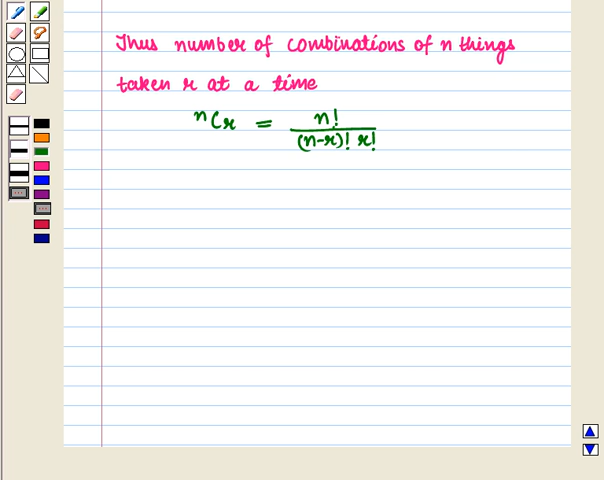 Thus number of combinations of n things
taken r at a time
ⁿCr = n! / (n-r)! r!